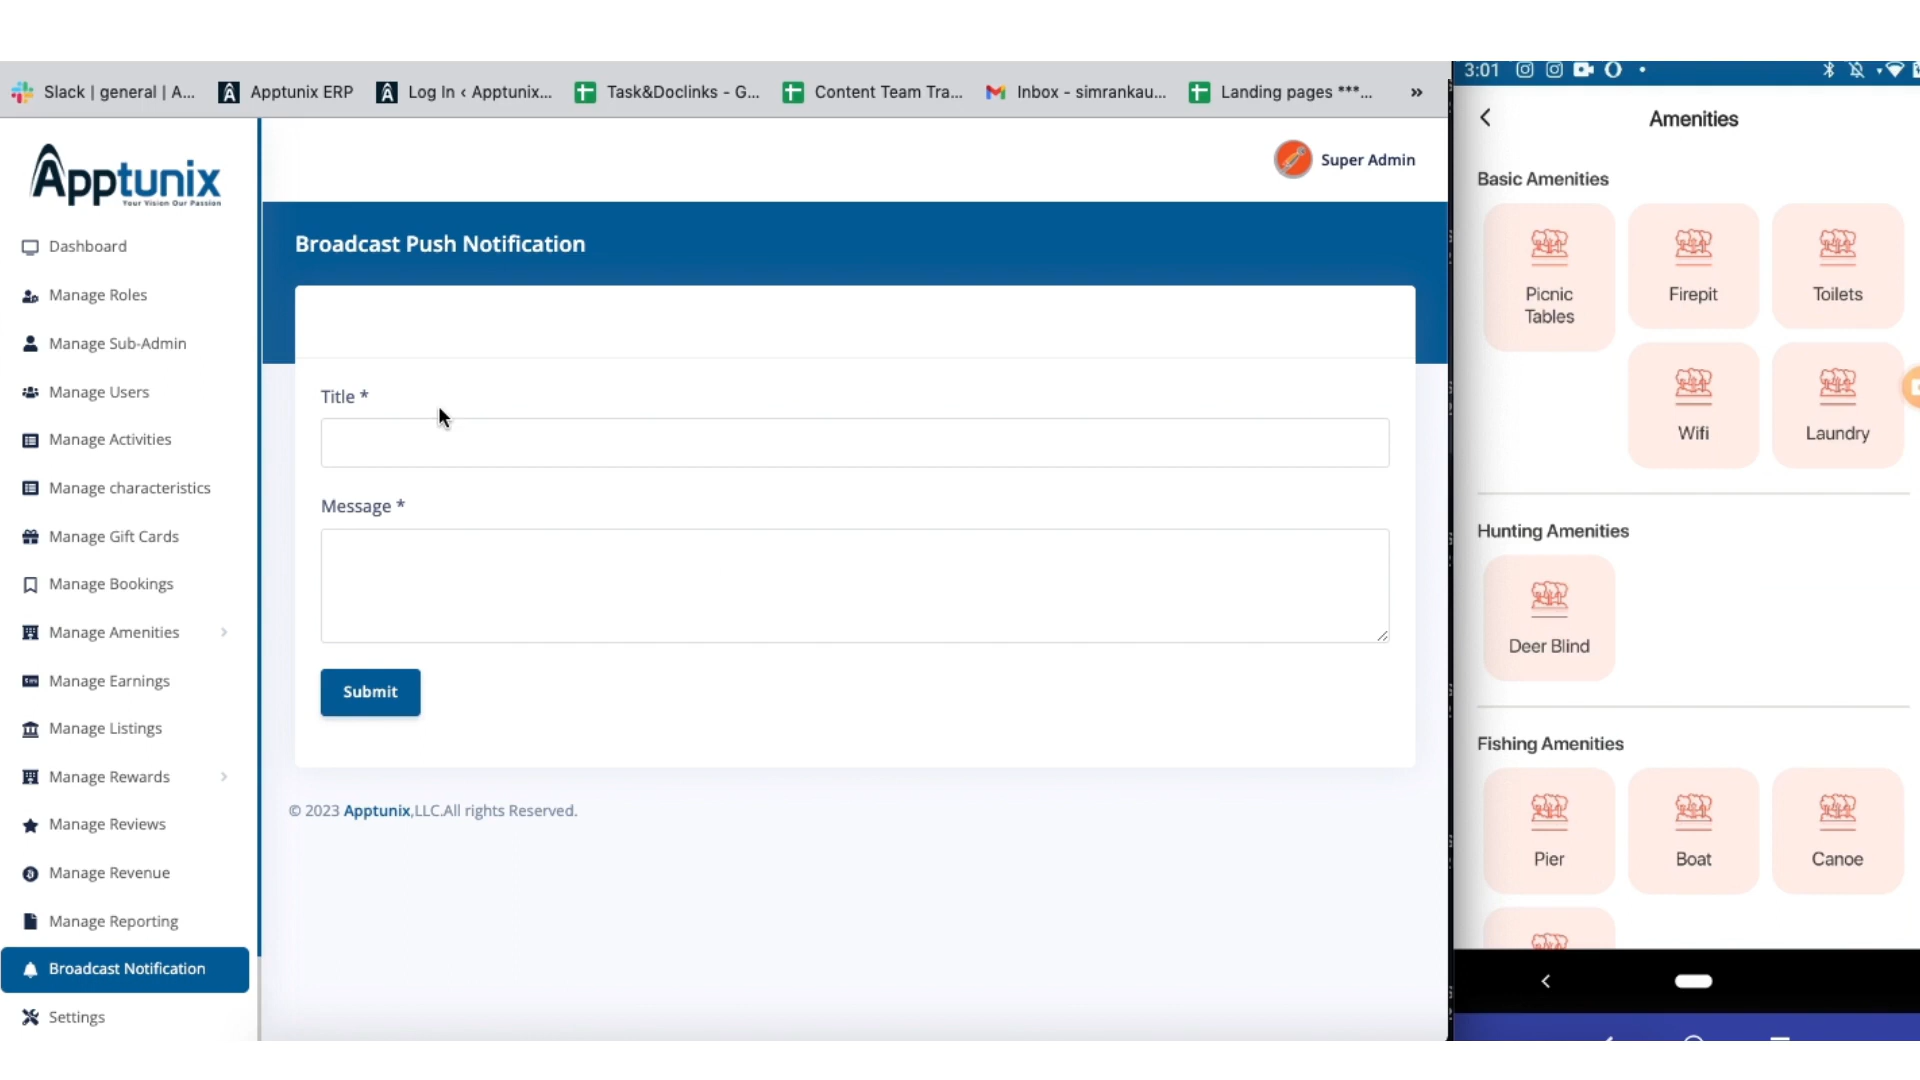 Slack | general | A...
Apptunix ERP
Log In ‹ Apptunix...
Task&Doclinks - G...
Content Team Tra...
Inbox - simrankau...
Landing pages ***...
»
Apptunix
Your Vision Our Passion
Dashboard
Manage Roles
Manage Sub-Admin
Manage Users
Manage Activities
Manage characteristics
Manage Gift Cards
Manage Bookings
Manage Amenities
Manage Earnings
Manage Listings
Manage Rewards
Manage Reviews
Manage Revenue
Manage Reporting
Broadcast Notification
Settings
Super Admin
Broadcast Push Notification
Title *
Message *
Submit
© 2023 Apptunix,LLC.All rights Reserved.
3:01
Amenities
Basic Amenities
Picnic
Tables
Firepit
Toilets
Wifi
Laundry
Hunting Amenities
Deer Blind
Fishing Amenities
Pier
Boat
Canoe